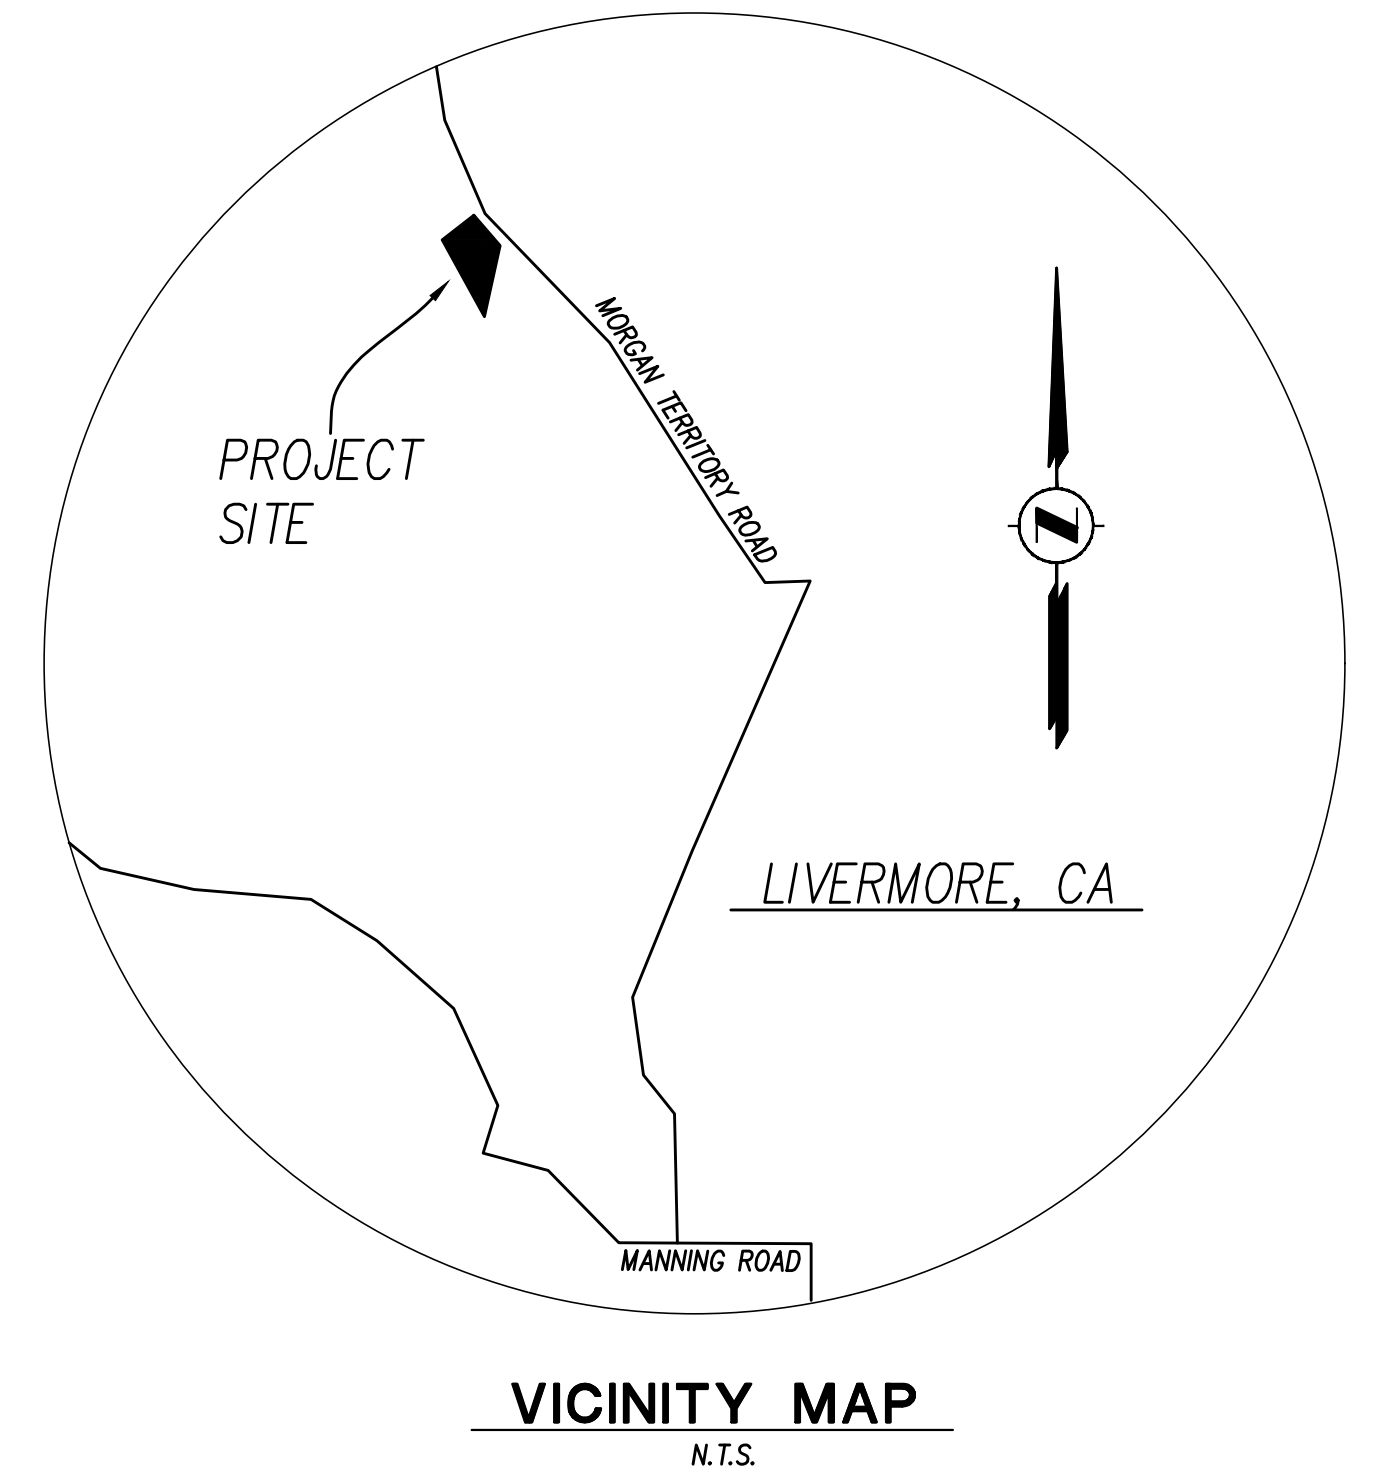 MORGAN TERRITORY ROAD
PROJECT
SITE
N
LIVERMORE, CA
MANNING ROAD
VICINITY MAP
N.T.S.